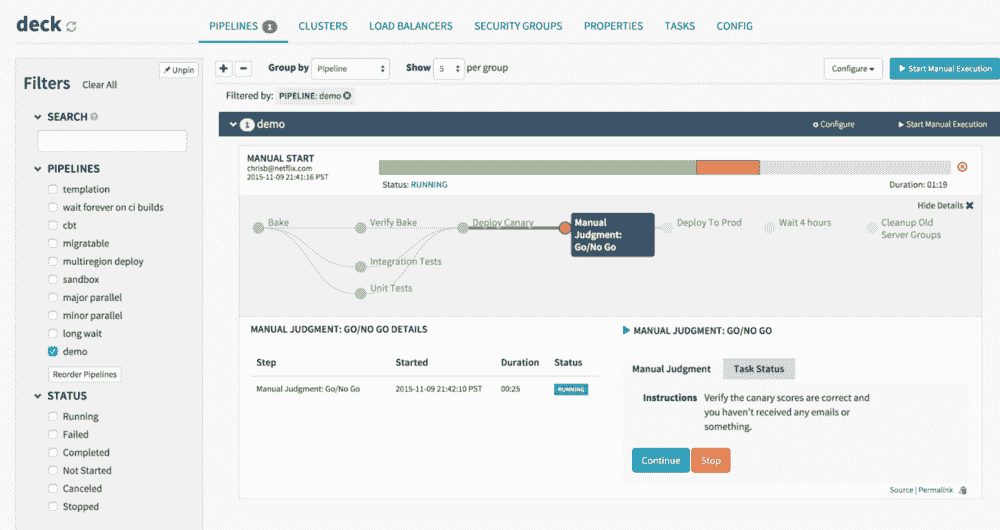 deck
PIPELINES 1 CLUSTERS LOAD BALANCERS SECURITY GROUPS PROPERTIES TASKS CONFIG
Unpin
Filters Clear All
SEARCH
PIPELINES
templation
wait forever on ci builds
cbt
migratable
multiregion deploy
sandbox
major parallel
minor parallel
long wait
demo
Reorder Pipelines
STATUS
Running
Failed
Completed
Not Started
Canceled
Stopped
Group by Pipeline Show 5 per group Configure Start Manual Execution
Filtered by: PIPELINE: demo
1 demo Configure Start Manual Execution
MANUAL START
chrisb@netflix.com
2015-11-09 21:41:16 PST
Status: RUNNING Duration: 01:19
Hide Details
Bake Verify Bake Deploy Canary Manual Judgment: Go/No Go Deploy To Prod Wait 4 hours Cleanup Old Server Groups
Integration Tests
Unit Tests
MANUAL JUDGMENT: GO/NO GO DETAILS
Step Started Duration Status
Manual Judgment: Go/No Go 2015-11-09 21:42:10 PST 00:25 RUNNING
MANUAL JUDGMENT: GO/NO GO
Manual Judgment Task Status
Instructions Verify the canary scores are correct and
you haven't received any emails or
something.
Continue Stop
Source | Permalink